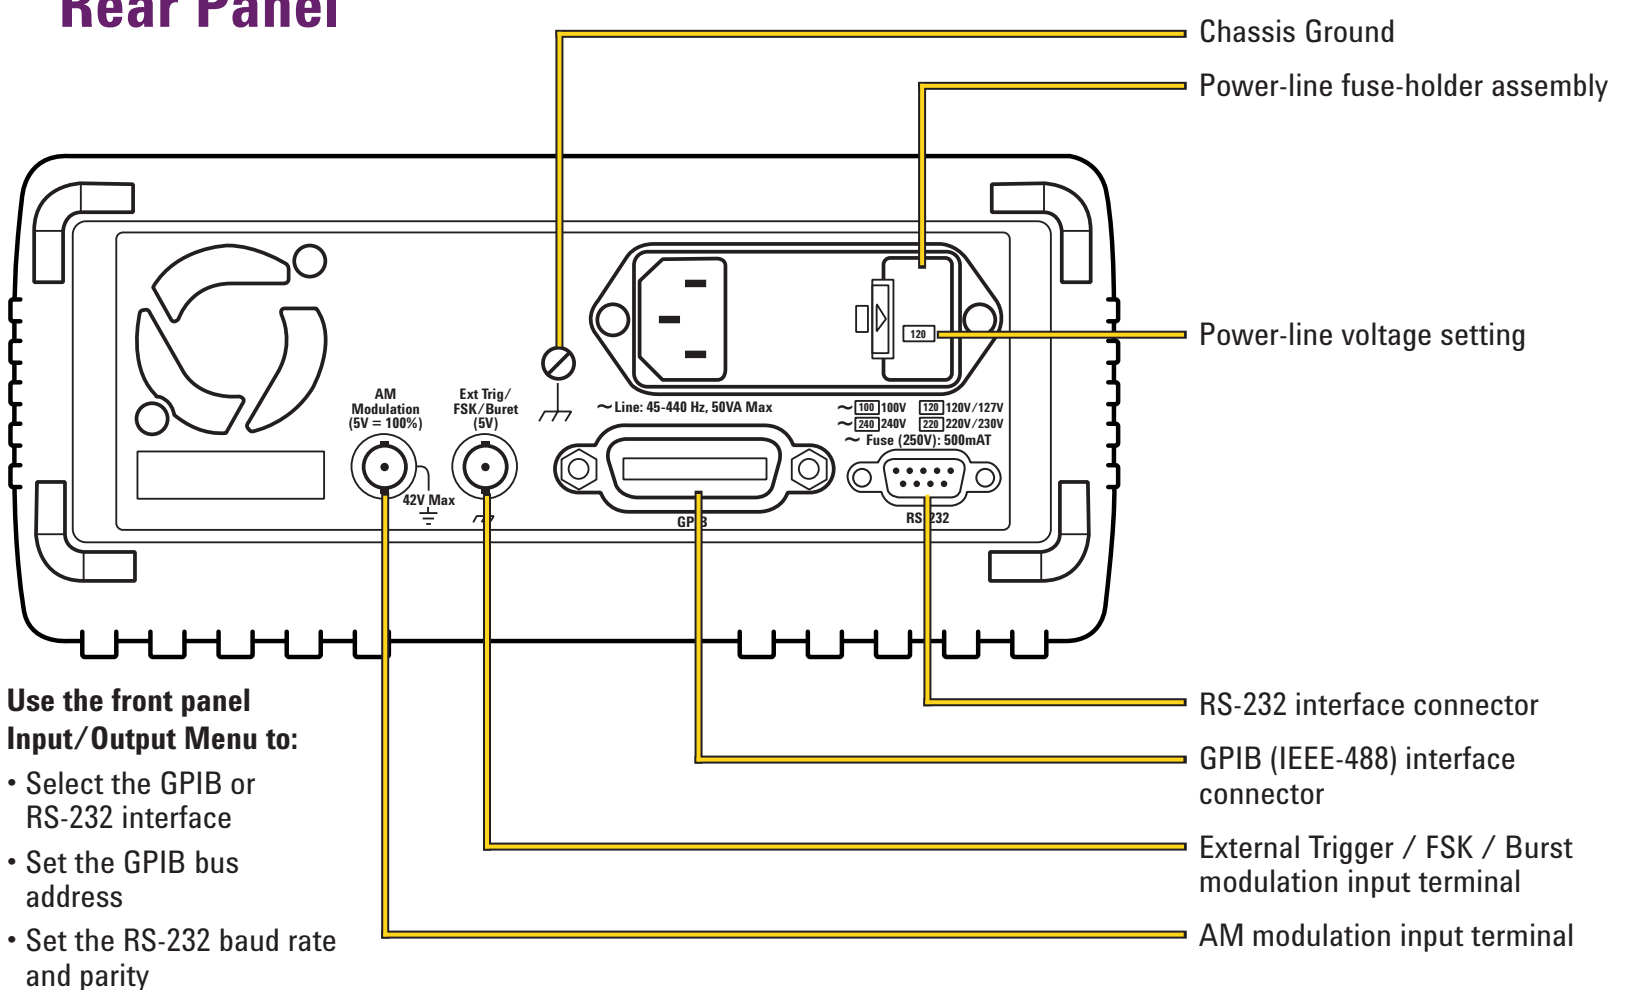 Rear Panel
Chassis Ground
Power-line fuse-holder assembly
Power-line voltage setting
120
AM
Modulation
(5V = 100%)
Ext Trig/
FSK/Buret
(5V)
~Line: 45-440 Hz, 50VA Max
~ 100 100V 120 120V/127V
~ 240 240V 220 220V/230V
~ Fuse (250V): 500mAT
42V Max
GPIB
RS-232
Use the front panel
Input/Output Menu to:
• Select the GPIB or
RS-232 interface
• Set the GPIB bus
address
• Set the RS-232 baud rate
and parity
RS-232 interface connector
GPIB (IEEE-488) interface
connector
External Trigger / FSK / Burst
modulation input terminal
AM modulation input terminal